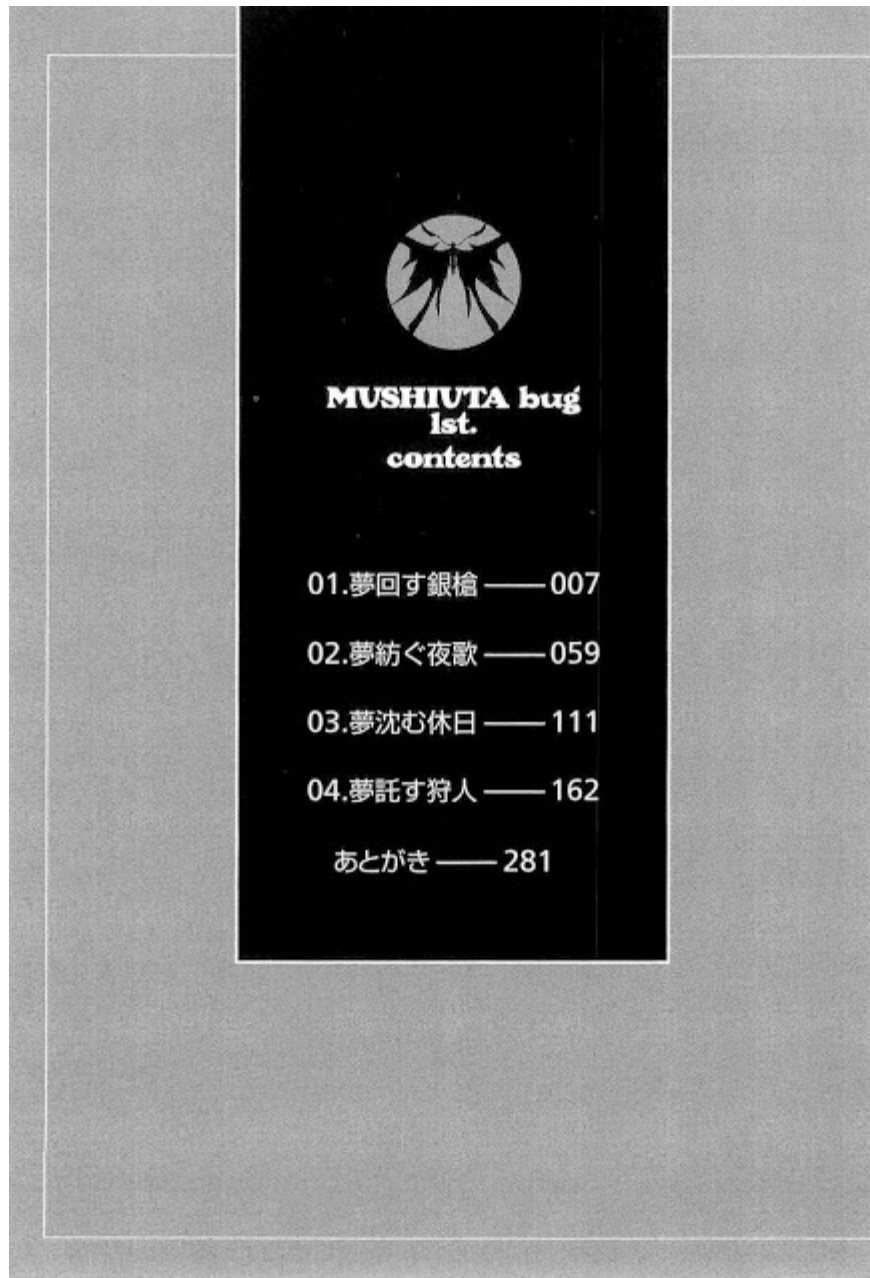 MUSHIUTA bug
1st.
contents
01.夢回す銀槍 —— 007
02.夢紡ぐ夜歌 —— 059
03.夢沈む休日 —— 111
04.夢託す狩人 —— 162
あとがき —— 281